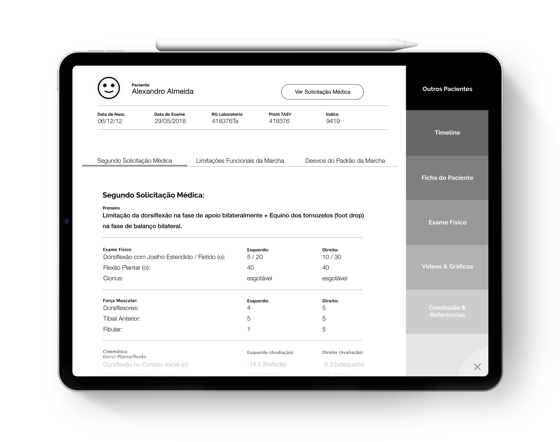 Paciente
Alexandro Almeida
Ver Solicitação Médica
Data de Nasc. Data do Exame RG Laboratório Pront TASY Índice
06/12/12 29/05/2018 418376Ta 418376 9419
Segundo Solicitação Médica Limitações Funcionais da Marcha Desvios do Padrão da Marcha
Segundo Solicitação Médica:
Primeiro
Limitação da dorsiflexão na fase de apoio bilateralmente + Equino dos tornozelos (foot drop)
na fase de balanço bilateral.
Exame Físico Esquerdo: Direito:
Dorsiflexão com Joelho Estendido / Fletido (o): 5 / 20 10 / 30
Flexão Plantar (o): 40 40
Clonus: esgotável esgotável
Força Muscular: Esquerdo: Direito:
Dorsiflexores: 4 5
Tibial Anterior: 5 5
Fibular: 1 5
Cinemática Esquerdo (Avaliação) Direito (Avaliação)
Dorsi-Plantarflexão
Dorsiflexão no Contato Inicial (o) -14,5 (limitada) -8,3 (adequada)
Outros Pacientes
Timeline
Ficha do Paciente
Exame Físico
Vídeos & Gráficos
Conclusão &
Referências